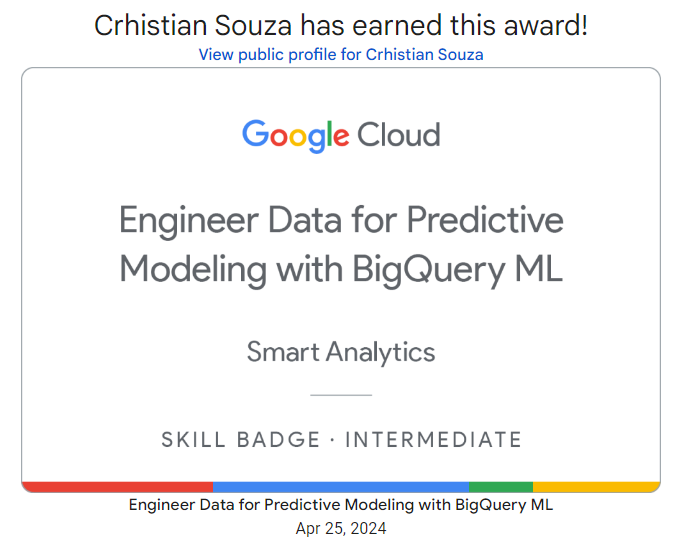 Crhistian Souza has earned this award!
View public profile for Crhistian Souza
Google Cloud
Engineer Data for Predictive
Modeling with BigQuery ML
Smart Analytics
SKILL BADGE · INTERMEDIATE
Engineer Data for Predictive Modeling with BigQuery ML
Apr 25, 2024